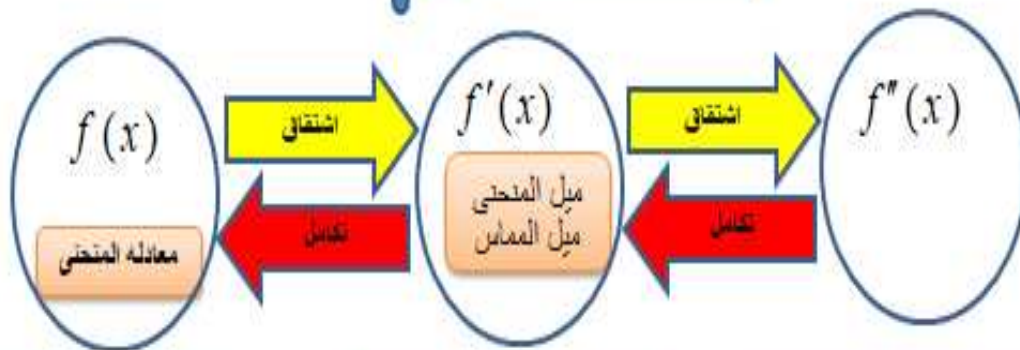 f(x)
معادله المنحنى
اشتقاق
تكامل
f'(x)
ميل المنحنى
ميل المماس
اشتقاق
تكامل
f''(x)